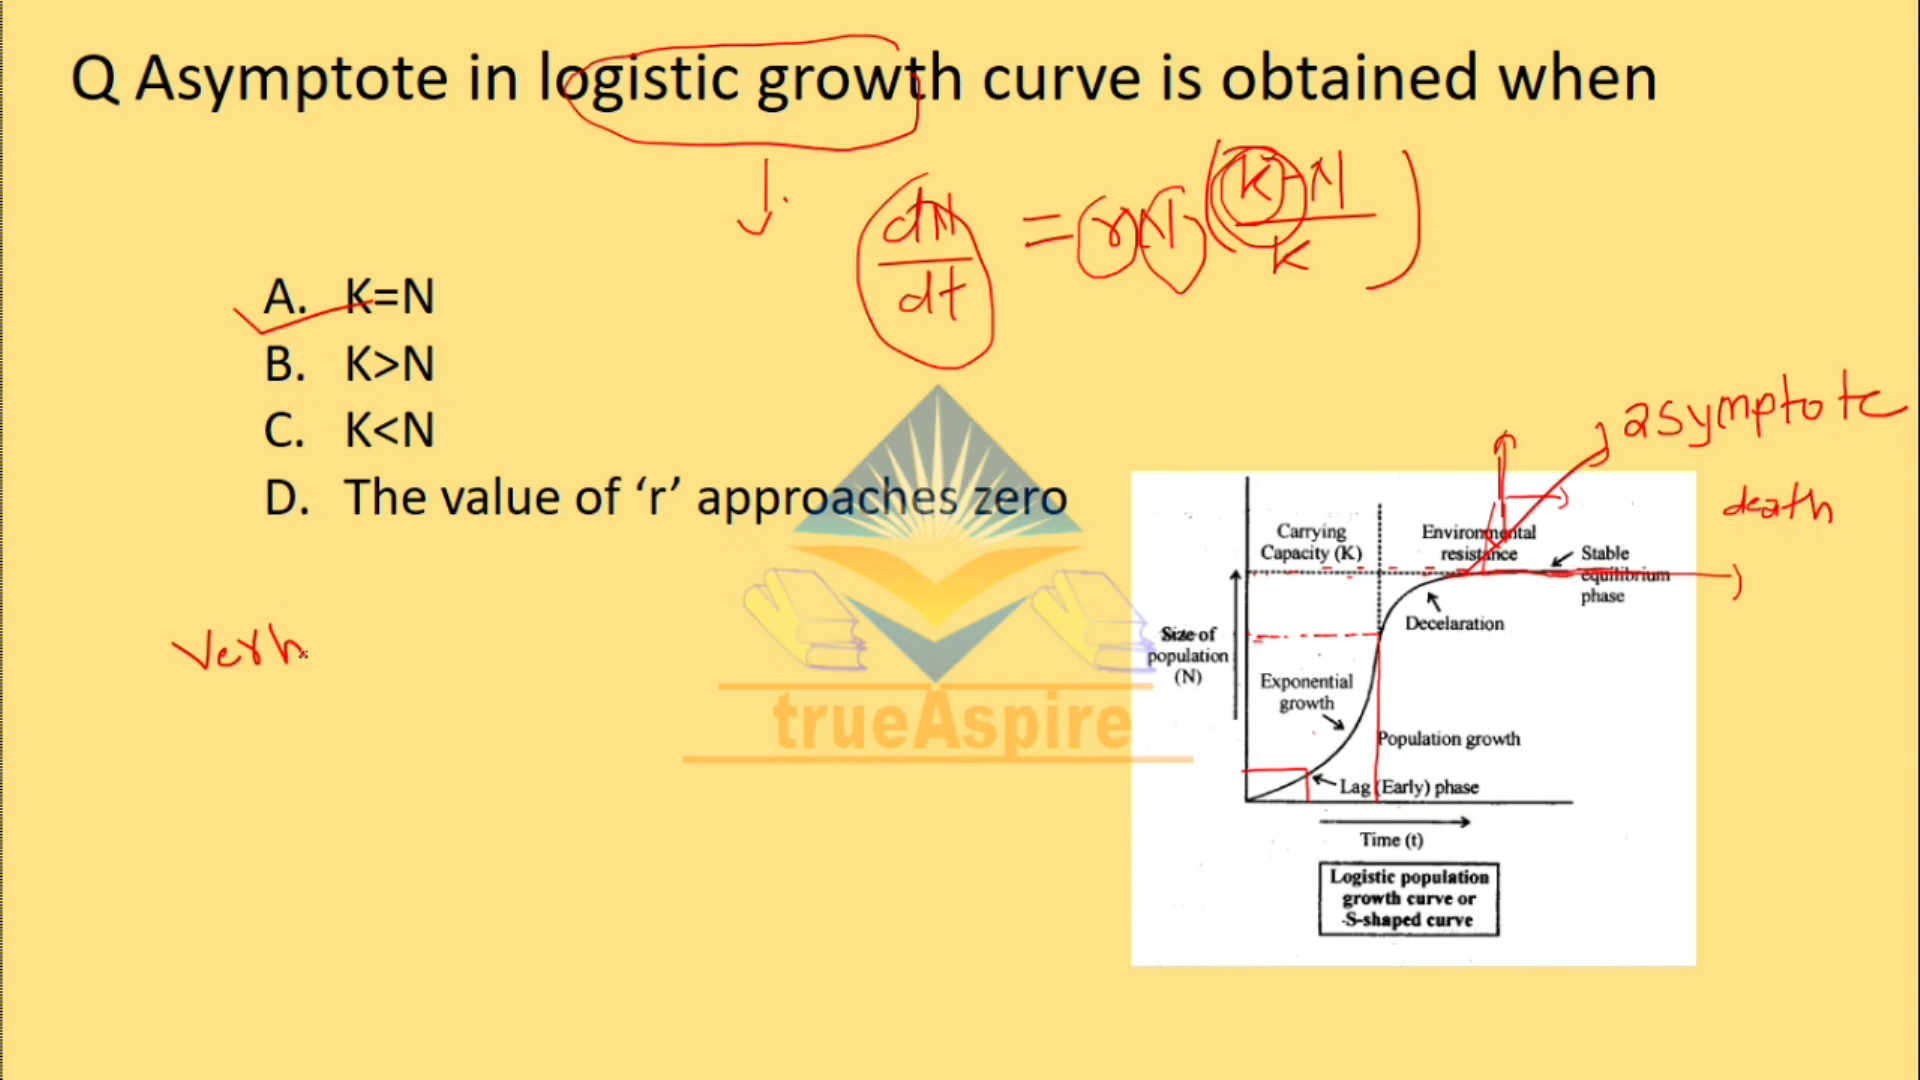 Q Asymptote in logistic growth curve is obtained when
dN/dt = rN (K-N/K)
A. K=N
B. K>N
C. K<N
D. The value of ‘r’ approaches zero
asymptote
death
Verh
trueAspire
Carrying
Capacity (K)
Environmental
resistance
Stable
equilibrium
phase
Decelaration
Size of
population
(N)
Exponential
growth
Population growth
Lag (Early) phase
Time (t)
Logistic population
growth curve or
S-shaped curve